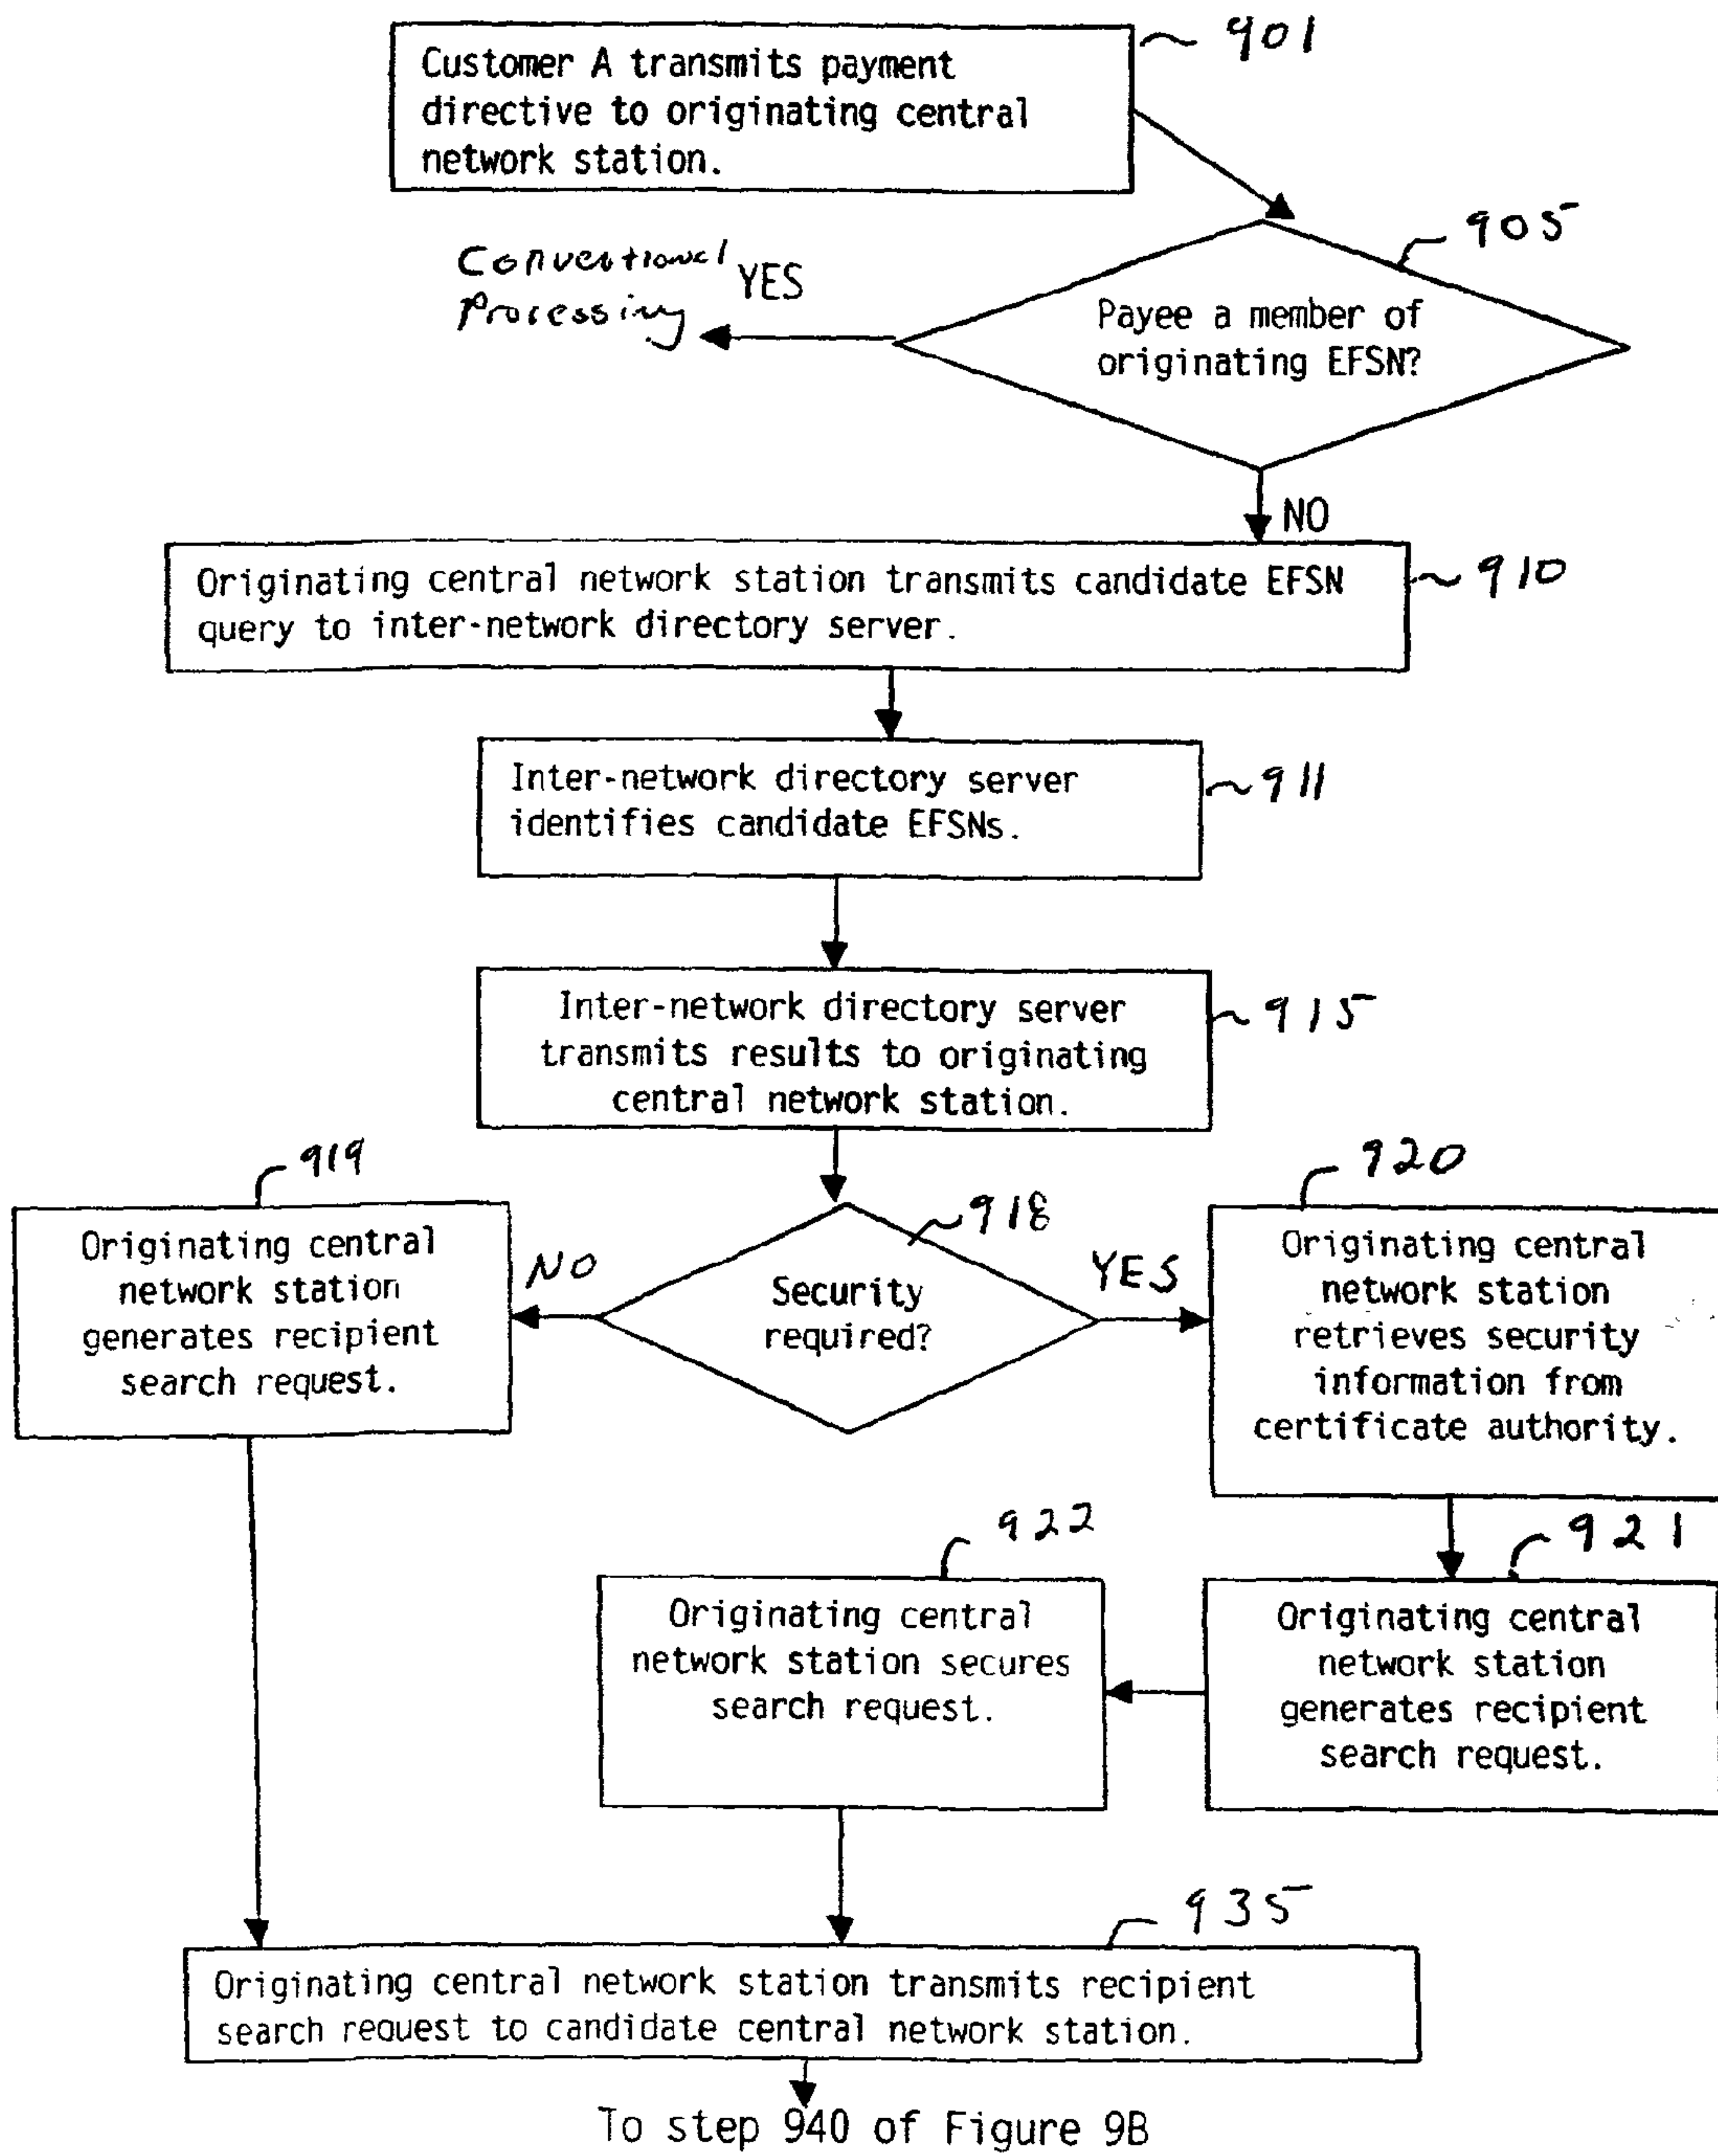 901
Customer A transmits payment
directive to originating central
network station.
905
Conventional
Processing
YES
Payee a member of
originating EFSN?
NO
910
Originating central network station transmits candidate EFSN
query to inter-network directory server.
911
Inter-network directory server
identifies candidate EFSNs.
915
Inter-network directory server
transmits results to originating
central network station.
919
Originating central
network station
generates recipient
search request.
NO
918
Security
required?
YES
920
Originating central
network station
retrieves security
information from
certificate authority.
922
Originating central
network station secures
search request.
921
Originating central
network station
generates recipient
search request.
935
Originating central network station transmits recipient
search request to candidate central network station.
To step 940 of Figure 9B